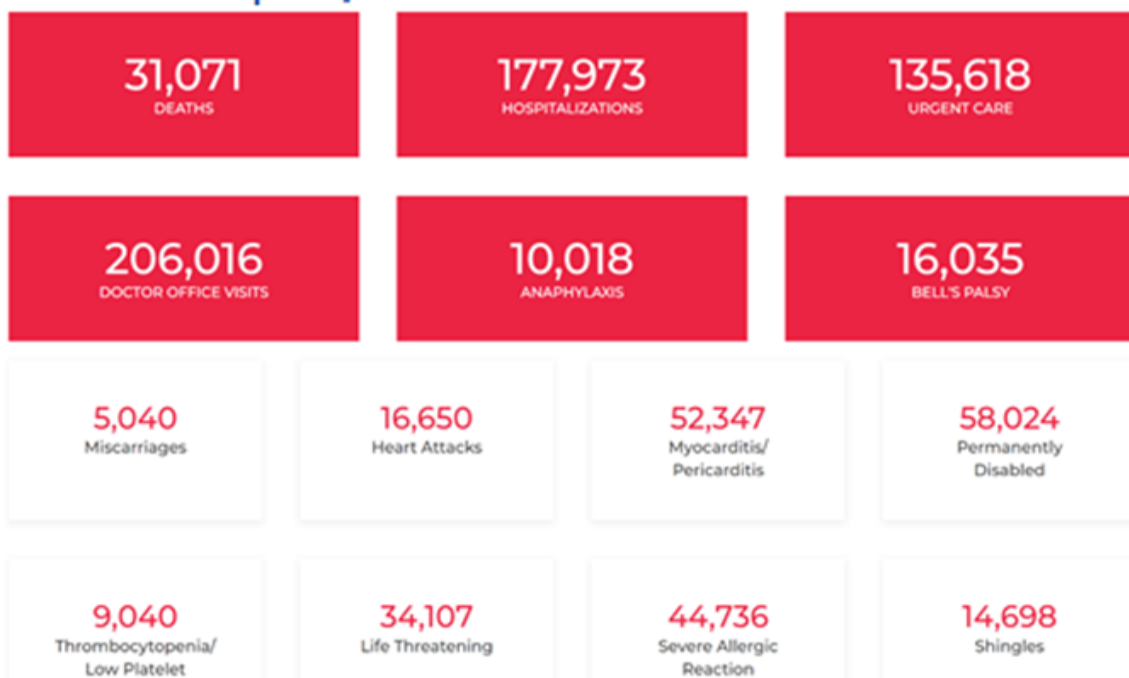 31,071
DEATHS
177,973
HOSPITALIZATIONS
135,618
URGENT CARE
206,016
DOCTOR OFFICE VISITS
10,018
ANAPHYLAXIS
16,035
BELL'S PALSY
5,040
Miscarriages
16,650
Heart Attacks
52,347
Myocarditis/
Pericarditis
58,024
Permanently
Disabled
9,040
Thrombocytopenia/
Low Platelet
34,107
Life Threatening
44,736
Severe Allergic
Reaction
14,698
Shingles